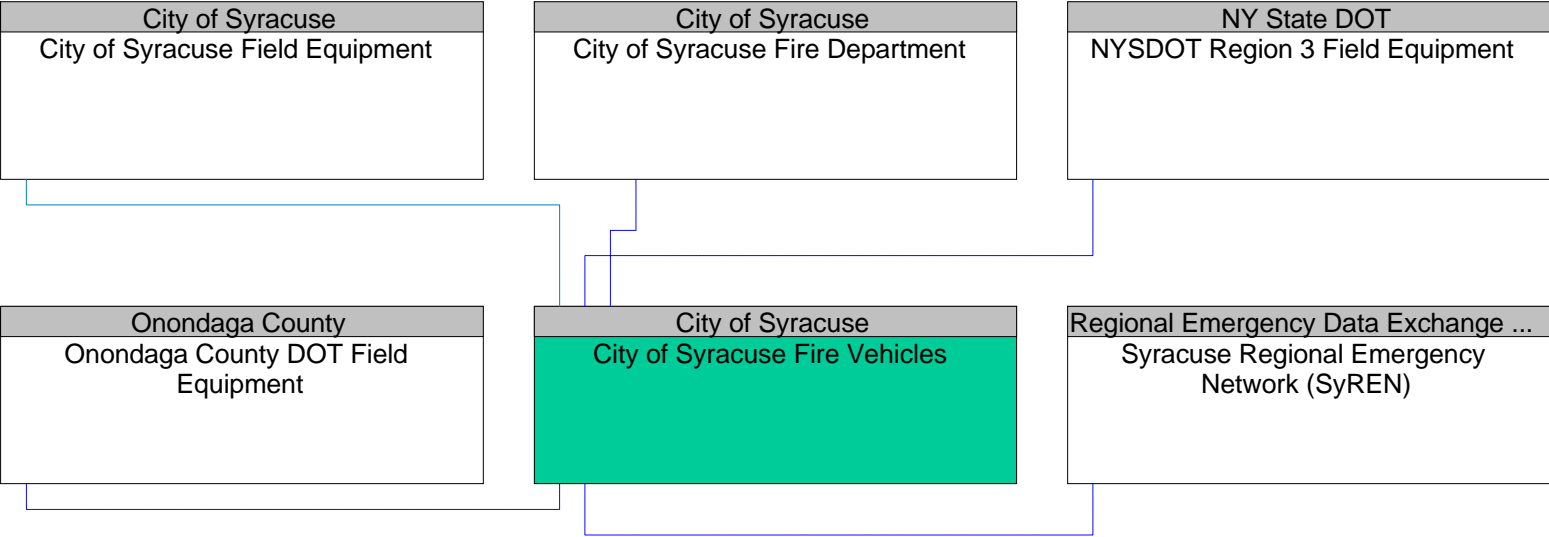 City of Syracuse
City of Syracuse Field Equipment
City of Syracuse
City of Syracuse Fire Department
NY State DOT
NYSDOT Region 3 Field Equipment
Onondaga County
Onondaga County DOT Field
Equipment
City of Syracuse
City of Syracuse Fire Vehicles
Regional Emergency Data Exchange ...
Syracuse Regional Emergency
Network (SyREN)